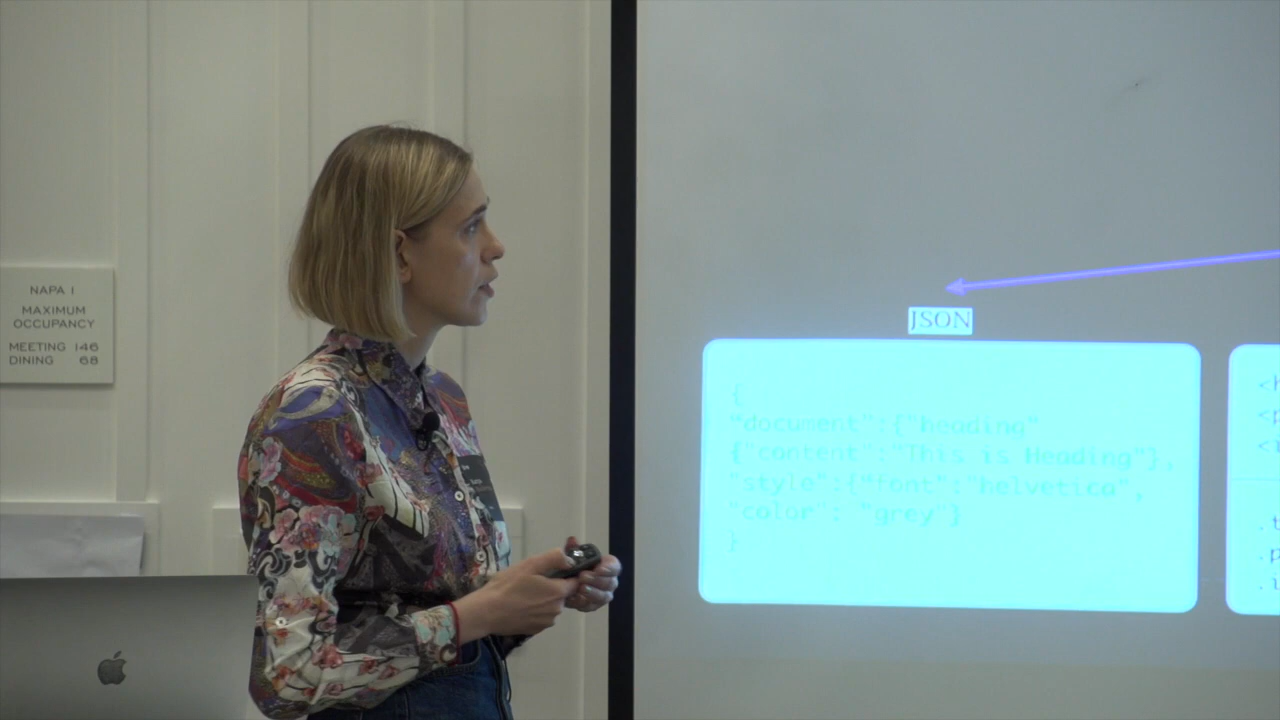 NAPA I
MAXIMUM
OCCUPANCY
MEETING 146
DINING 68
JSON
{
"document":{"heading"
{"content":"This is Heading"},
"style":{"font":"helvetica",
"color": "grey"}
}
<h
<p
.t
.p